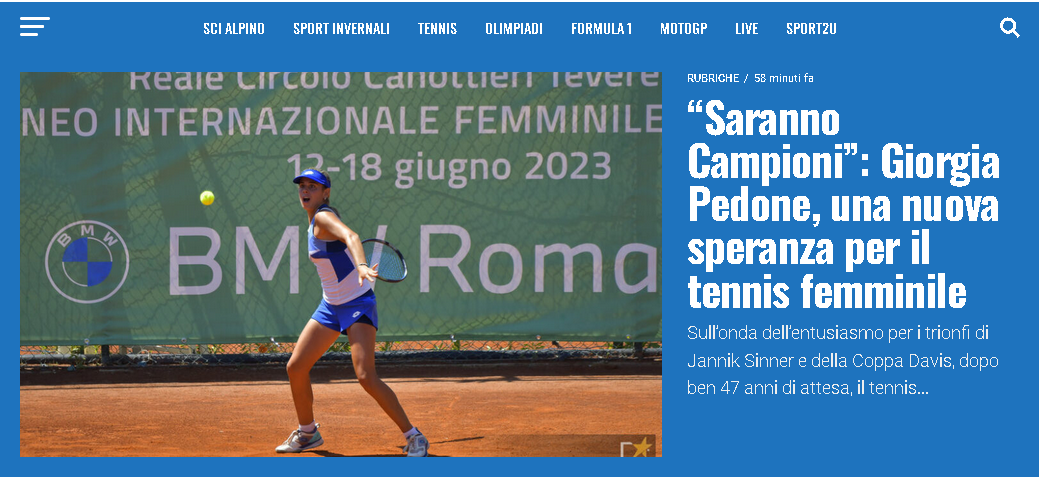 SCI ALPINO SPORT INVERNALI TENNIS OLIMPIADI FORMULA 1 MOTOGP LIVE SPORT2U
Reale Circolo Canottieri Tevere
NEO INTERNAZIONALE FEMMINILE
12-18 giugno 2023
BMW
BMW Roma
RUBRICHE / 58 minuti fa
“Saranno
Campioni”: Giorgia
Pedone, una nuova
speranza per il
tennis femminile
Sull’onda dell’entusiasmo per i trionfi di
Jannik Sinner e della Coppa Davis, dopo
ben 47 anni di attesa, il tennis...